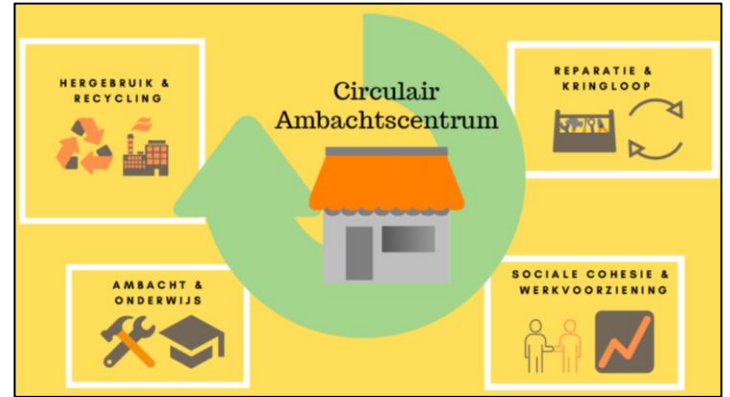 Circulair
Ambachtscentrum
HERGEBRUIK &
RECYCLING
REPARATIE &
KRINGLOOP
AMBACHT &
ONDERWIJS
SOCIALE COHESIE &
WERKVOORZIENING